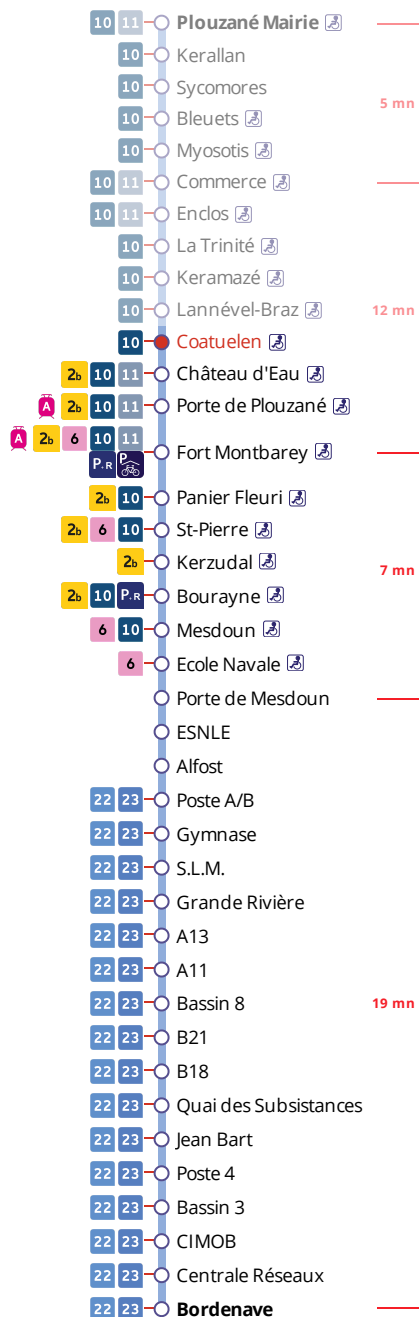 10 11 Plouzané Mairie
10 Kerallan
10 Sycomores
5 mn
10 Bleuets
10 Myosotis
10 11 Commerce
10 11 Enclos
10 La Trinité
10 Keramazé
10 Lannével-Braz 12 mn
10 Coatuelen
2b 10 11 Château d'Eau
A 2b 10 11 Porte de Plouzané
A 2b 6 10 11
P.R P Fort Montbarey
2b 10 Panier Fleuri
2b 6 10 St-Pierre
2b Kerzudal 7 mn
2b 10 P.R Bourayne
6 10 Mesdoun
6 Ecole Navale
Porte de Mesdoun
ESNLE
Alfost
22 23 Poste A/B
22 23 Gymnase
22 23 S.L.M.
22 23 Grande Rivière
22 23 A13
22 23 A11
22 23 Bassin 8 19 mn
22 23 B21
22 23 B18
22 23 Quai des Subsistances
22 23 Jean Bart
22 23 Poste 4
22 23 Bassin 3
22 23 CIMOB
22 23 Centrale Réseaux
22 23 Bordenave